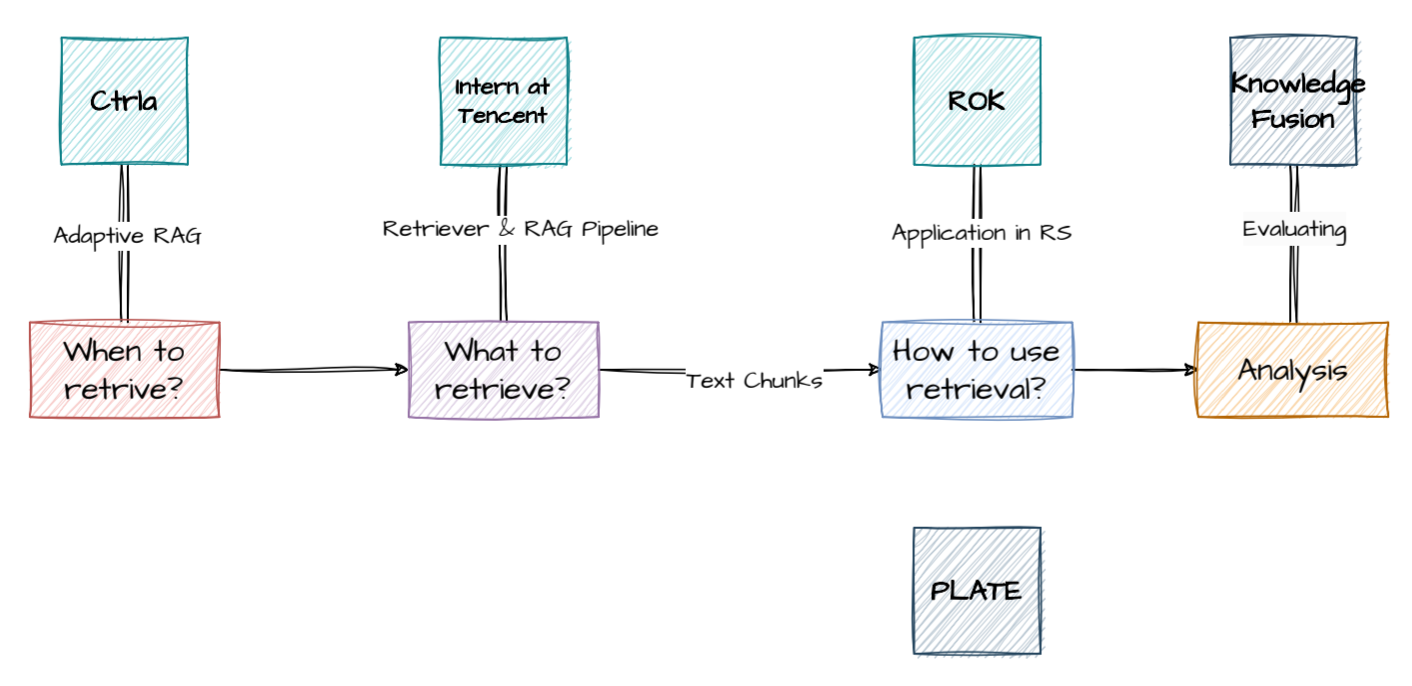 Ctrla
Intern at
Tencent
ROK
Knowledge
Fusion
Adaptive RAG
Retriever & RAG Pipeline
Application in RS
Evaluating
When to
retrive?
What to
retrieve?
Text Chunks
How to use
retrieval?
Analysis
PLATE